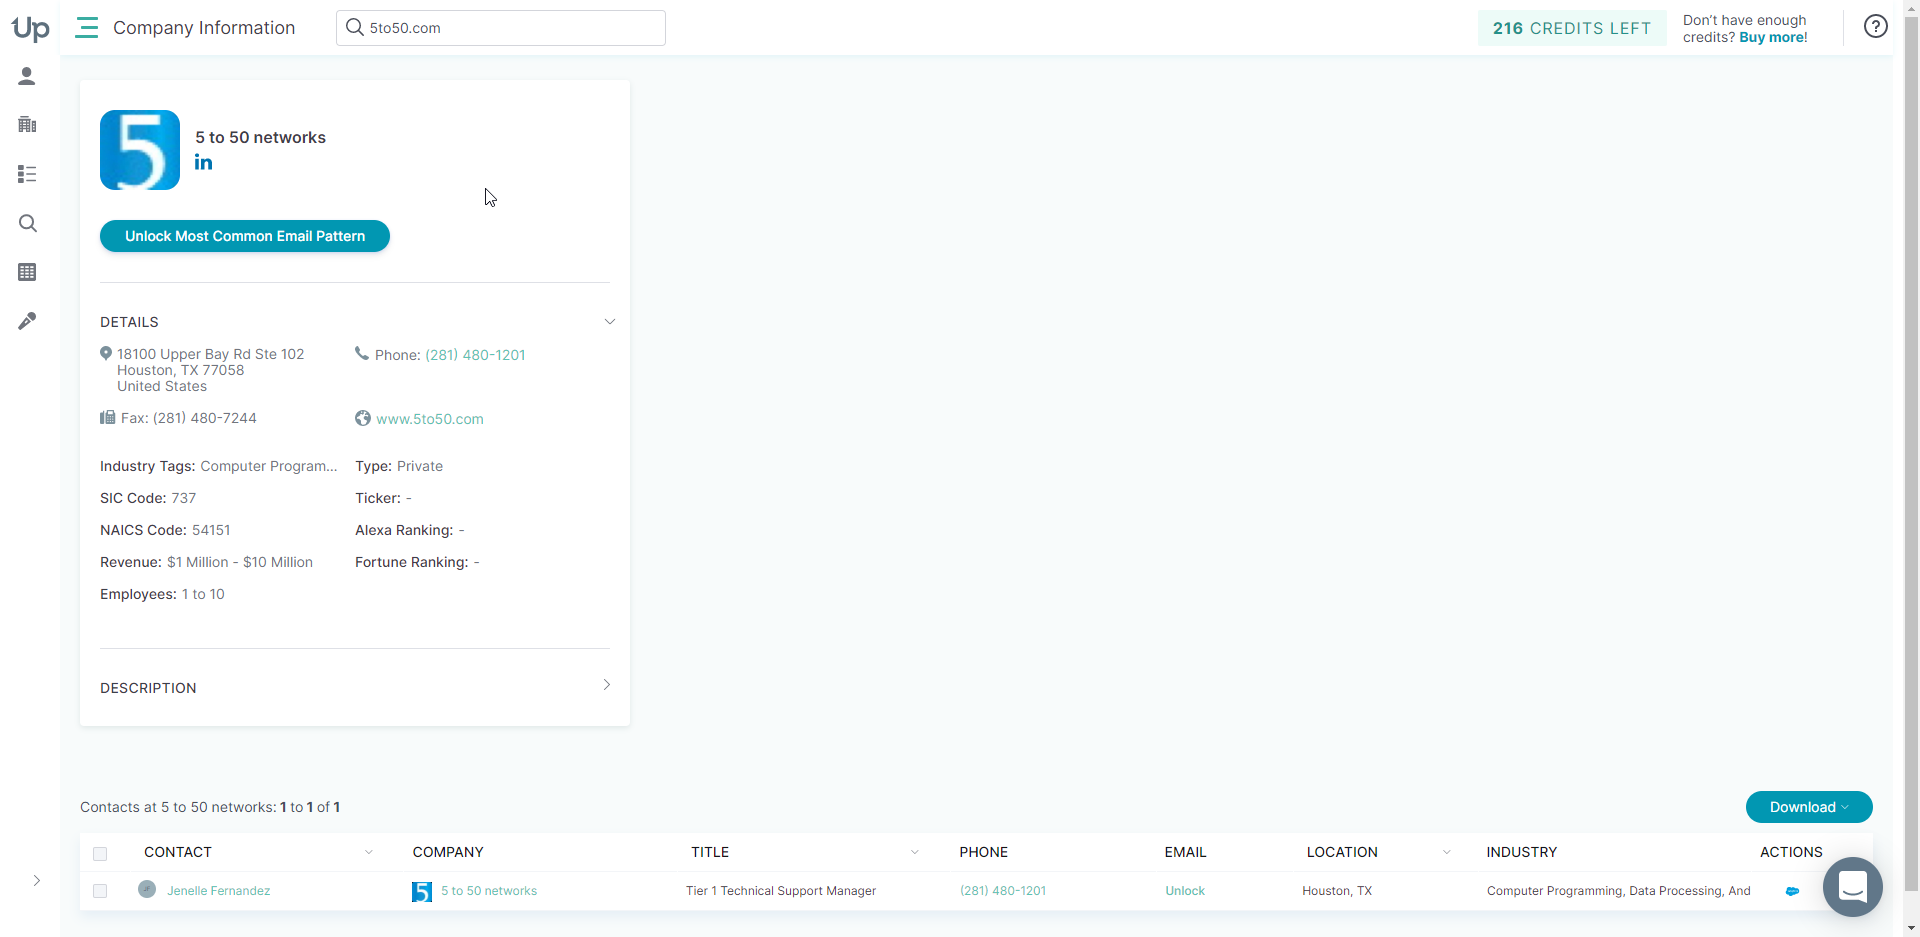 Up
Company Information
5to50.com
216 CREDITS LEFT
Don't have enough
credits? Buy more!
5
5 to 50 networks
in
Unlock Most Common Email Pattern
DETAILS
18100 Upper Bay Rd Ste 102
Houston, TX 77058
United States
Phone: (281) 480-1201
Fax: (281) 480-7244
www.5to50.com
Industry Tags: Computer Program...
Type: Private
SIC Code: 737
Ticker: -
NAICS Code: 54151
Alexa Ranking: -
Revenue: $1 Million - $10 Million
Fortune Ranking: -
Employees: 1 to 10
DESCRIPTION
Contacts at 5 to 50 networks: 1 to 1 of 1
Download
CONTACT COMPANY TITLE PHONE EMAIL LOCATION INDUSTRY ACTIONS
JF Jenelle Fernandez 5 5 to 50 networks Tier 1 Technical Support Manager (281) 480-1201 Unlock Houston, TX Computer Programming, Data Processing, And